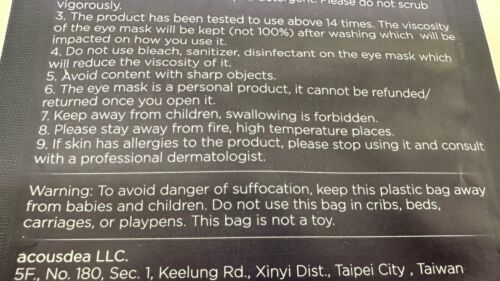 detergent. Please do not scrub
vigorously.
3. The product has been tested to use above 14 times. The viscosity
of the eye mask will be kept (not 100%) after washing which will be
impacted on how you use it.
4. Do not use bleach, sanitizer, disinfectant on the eye mask which
will reduce the viscosity of it.
5. Avoid content with sharp objects.
6. The eye mask is a personal product, it cannot be refunded/
returned once you open it.
7. Keep away from children, swallowing is forbidden.
8. Please stay away from fire, high temperature places.
9. If skin has allergies to the product, please stop using it and consult
with a professional dermatologist.
Warning: To avoid danger of suffocation, keep this plastic bag away
from babies and children. Do not use this bag in cribs, beds,
carriages, or playpens. This bag is not a toy.
acousdea LLC.
5F., No. 180, Sec. 1, Keelung Rd., Xinyi Dist., Taipei City , Taiwan